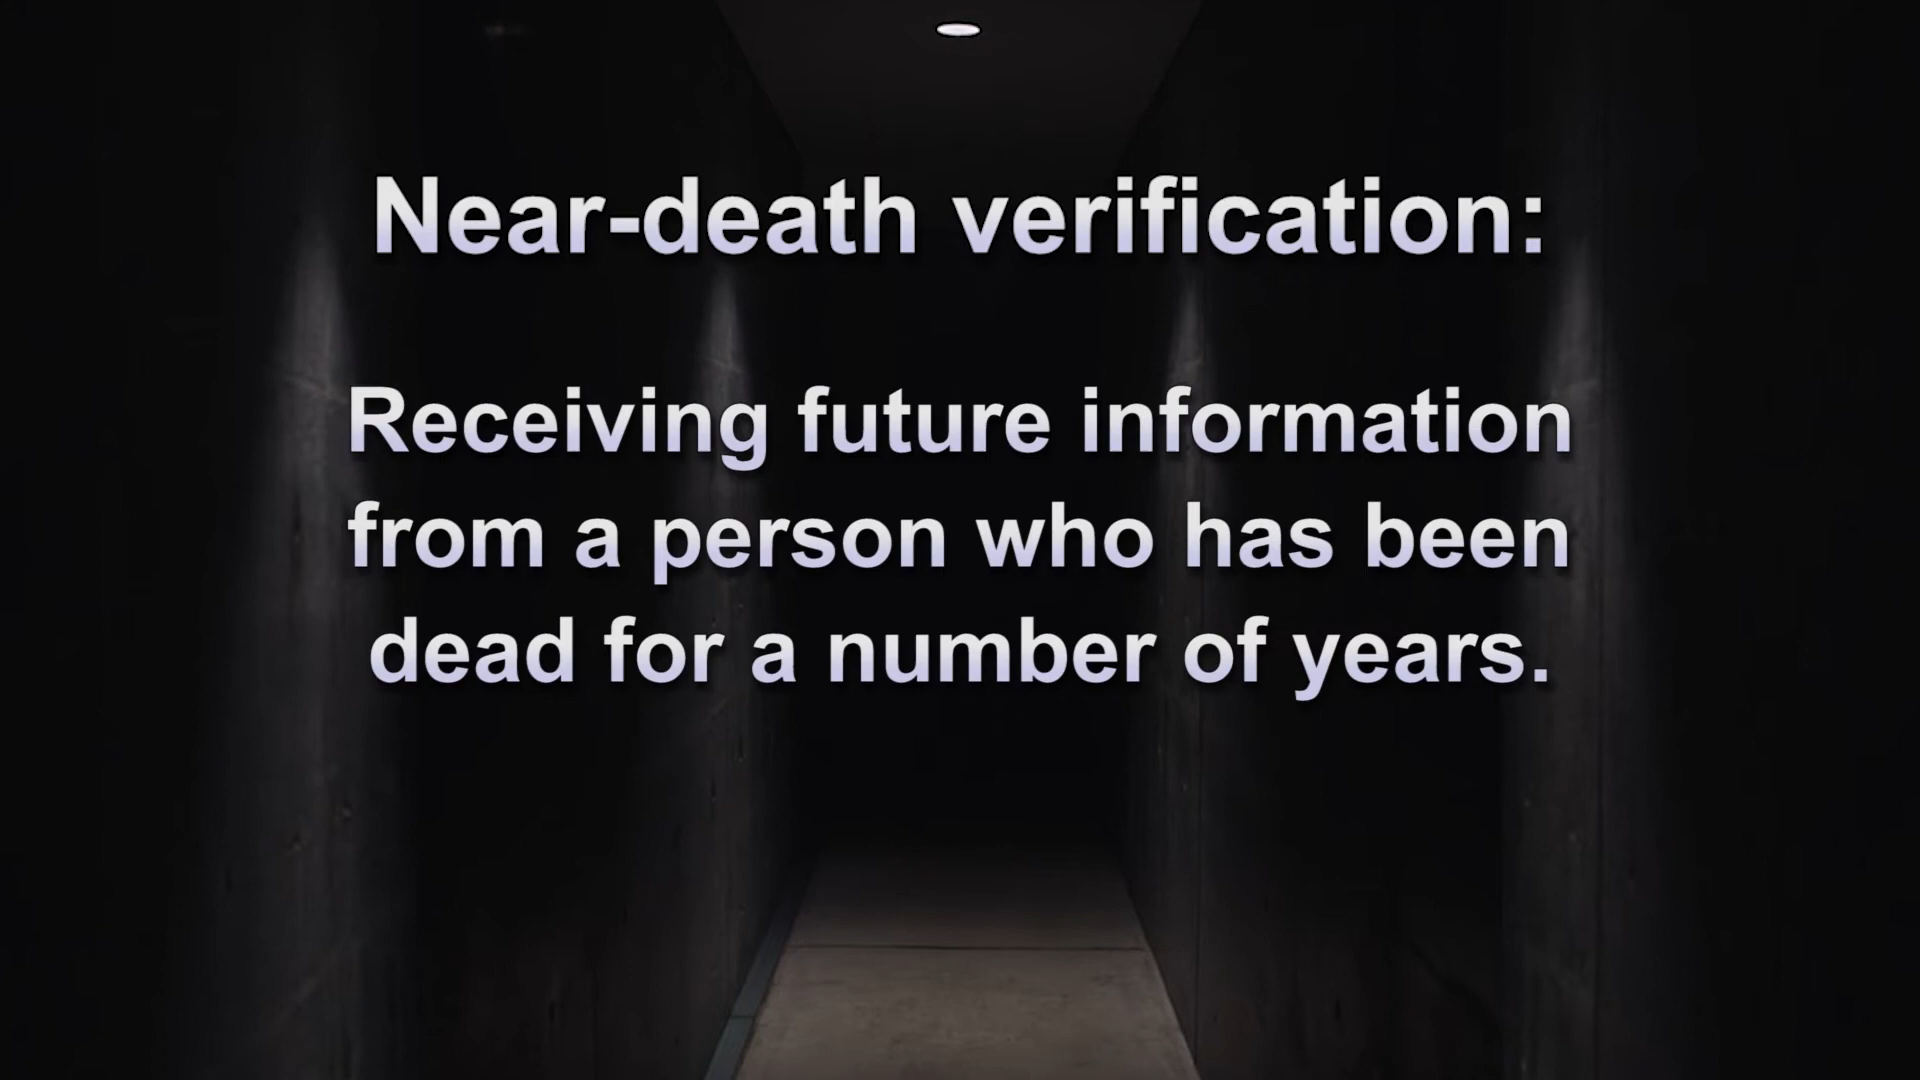 Near-death verification:
Receiving future information
from a person who has been
dead for a number of years.